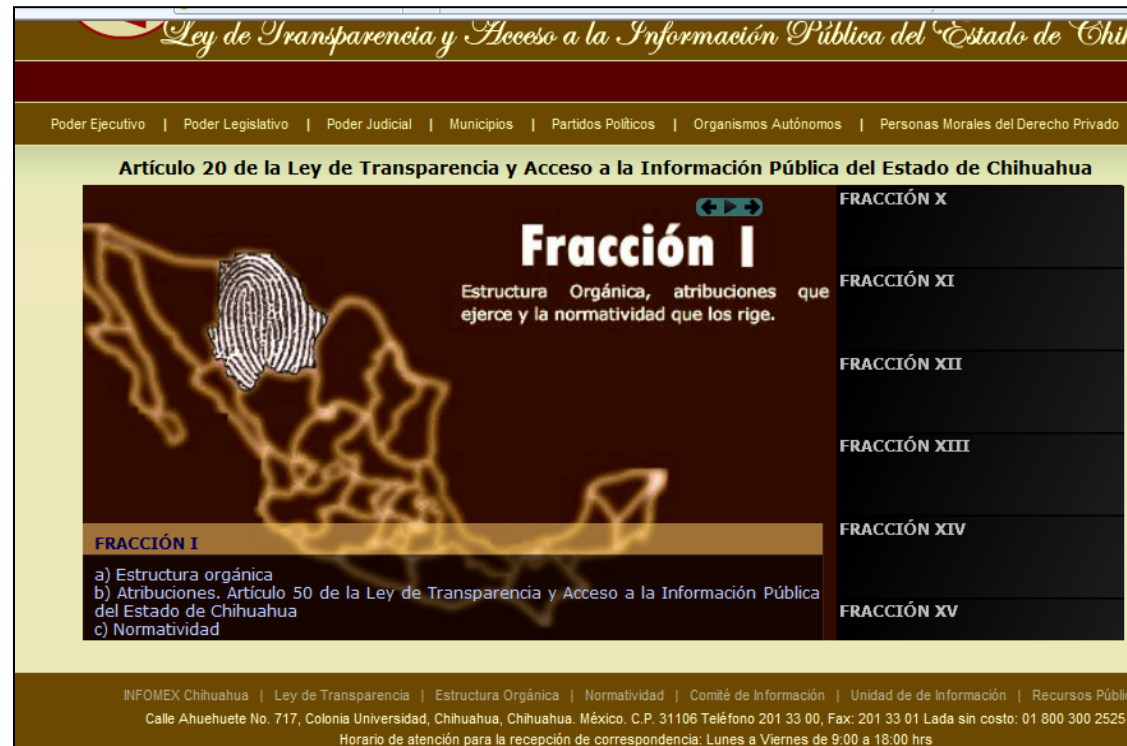 Ley de Transparencia y Acceso a la Información Pública del Estado de
Poder Ejecutivo | Poder Legislativo | Poder Judicial | Municipios | Partidos Políticos | Organismos Autónomos | Personas Morales del Derecho Privado
Artículo 20 de la Ley de Transparencia y Acceso a la Información Pública del Estado de Chihuahua
Fracción I
Estructura Orgánica, atribuciones que
ejerce y la normatividad que los rige.
FRACCIÓN I
a) Estructura orgánica
b) Atribuciones. Artículo 50 de la Ley de Transparencia y Acceso a la Información Pública
del Estado de Chihuahua
c) Normatividad
FRACCIÓN X
FRACCIÓN XI
FRACCIÓN XII
FRACCIÓN XIII
FRACCIÓN XIV
FRACCIÓN XV
INFOMEX Chihuahua | Ley de Transparencia | Estructura Orgánica | Normatividad | Comité de Información | Unidad de de Información | Recursos
Calle Ahuehuete No. 717, Colonia Universidad, Chihuahua, Chihuahua. México. C.P. 31106 Teléfono 201 33 00, Fax: 201 33 01 Lada sin costo: 01 800 300 2525
Horario de atención para la recepción de correspondencia: Lunes a Viernes de 9:00 a 18:00 hrs